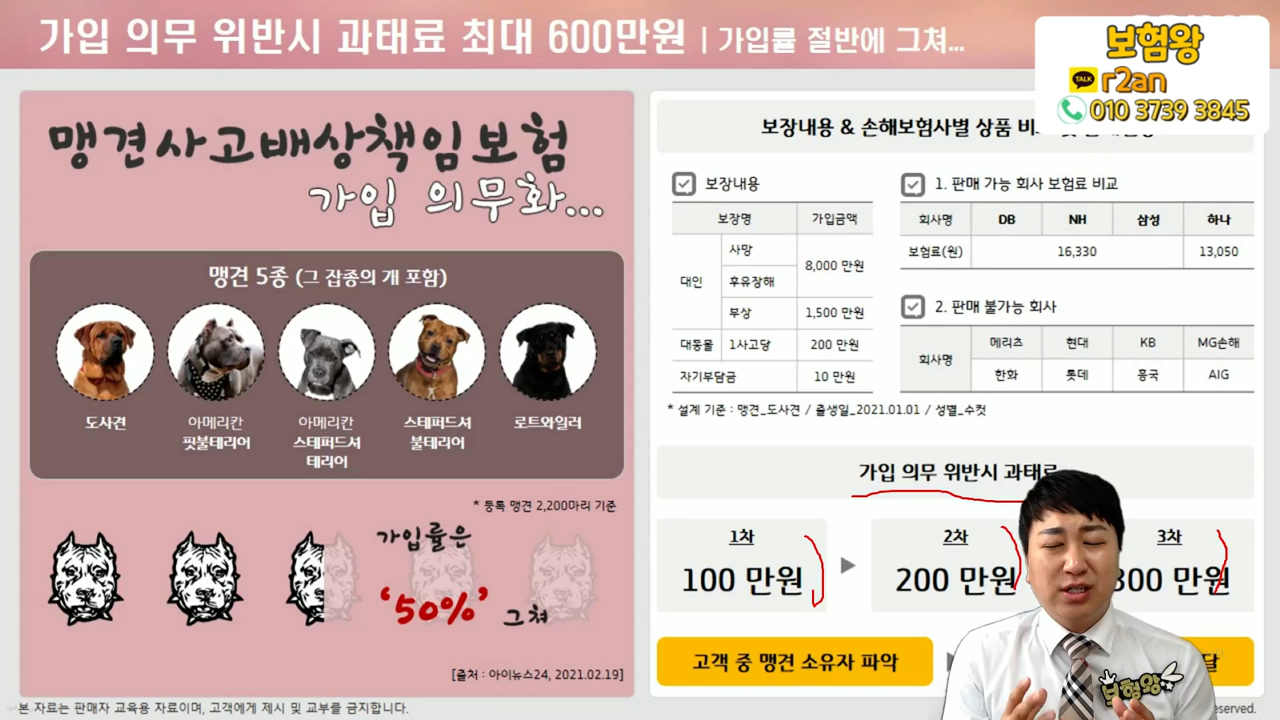 가입 의무 위반시 과태료 최대 600만원 | 가입률 절반에 그쳐...
보험왕
TALK r2an
010 3739 3845
맹견사고배상책임보험
가입 의무화...
맹견 5종 (그 잡종의 개 포함)
도사견
아메리칸
핏불테리어
아메리칸
스테퍼드셔
테리어
스테퍼드셔
불테리어
로트와일러
* 등록 맹견 2,200마리 기준
가입률은
‘50%’ 그쳐
[출처 : 아이뉴스24, 2021.02.19]
보장내용 & 손해보험사별 상품
보장내용
보장명 가입금액
대인 사망 8,000 만원
후유장해
부상 1,500 만원
대동물 1사고당 200 만원
자기부담금 10 만원
1. 판매 가능 회사 보험료 비교
회사명 DB NH 삼성 하나
보험료(원) 16,330 13,050
2. 판매 불가능 회사
회사명 메리츠 현대 KB MG손해
한화 롯데 흥국 AIG
* 설계 기준 : 맹견_도사견 / 출생일_2021.01.01 / 성별_수컷
가입 의무 위반시 과태료
1차
100 만원
2차
200 만원
3차
300 만원
고객 중 맹견 소유자 파악
보험왕
본 자료는 판매자 교육용 자료이며, 고객에게 제시 및 교부를 금지합니다.
eserved.